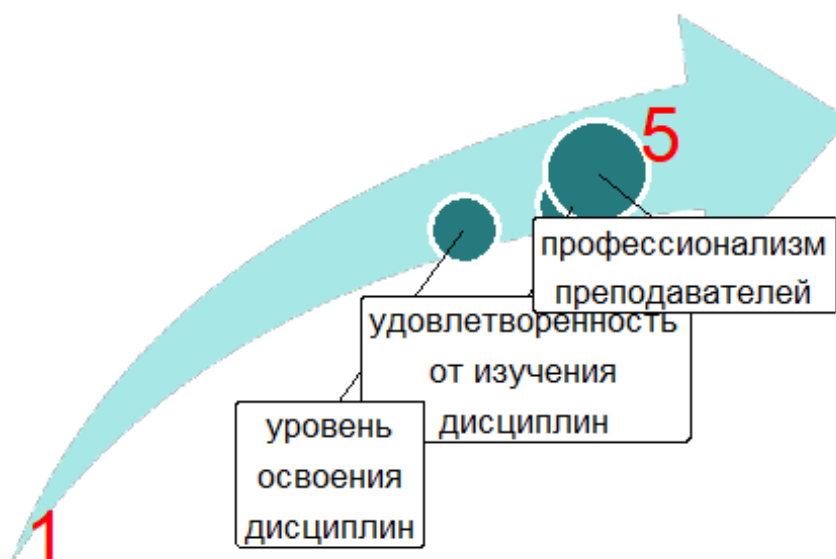 5
профессионализм
преподавателей
удовлетворенность
от изучения
дисциплин
уровень
освоения
дисциплин
1